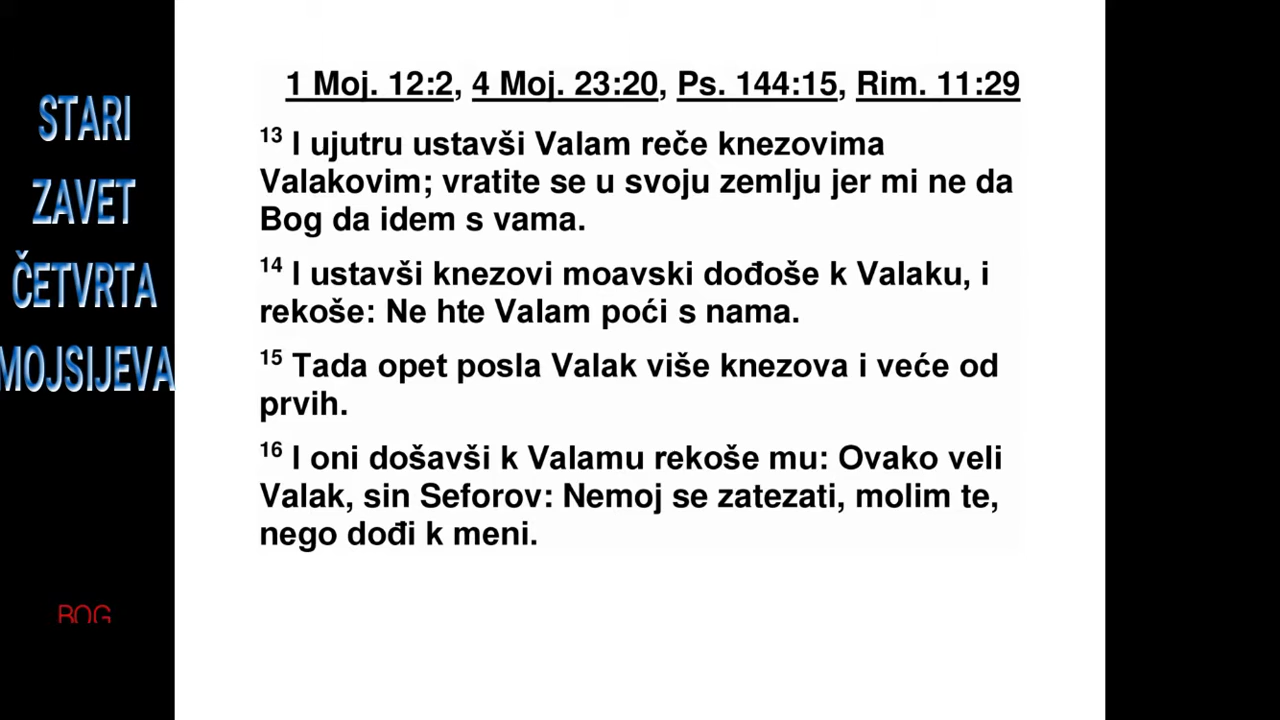 STARI
ZAVET
ČETVRTA
MOJSIJEVA
BOG
1 Moj. 12:2, 4 Moj. 23:20, Ps. 144:15, Rim. 11:29
13 I ujutru ustavši Valam reče knezovima
Valakovim; vratite se u svoju zemlju jer mi ne da
Bog da idem s vama.
14 I ustavši knezovi moavski dođoše k Valaku, i
rekoše: Ne hte Valam poći s nama.
15 Tada opet posla Valak više knezova i veće od
prvih.
16 I oni došavši k Valamu rekoše mu: Ovako veli
Valak, sin Seforov: Nemoj se zatezati, molim te,
nego dođi k meni.